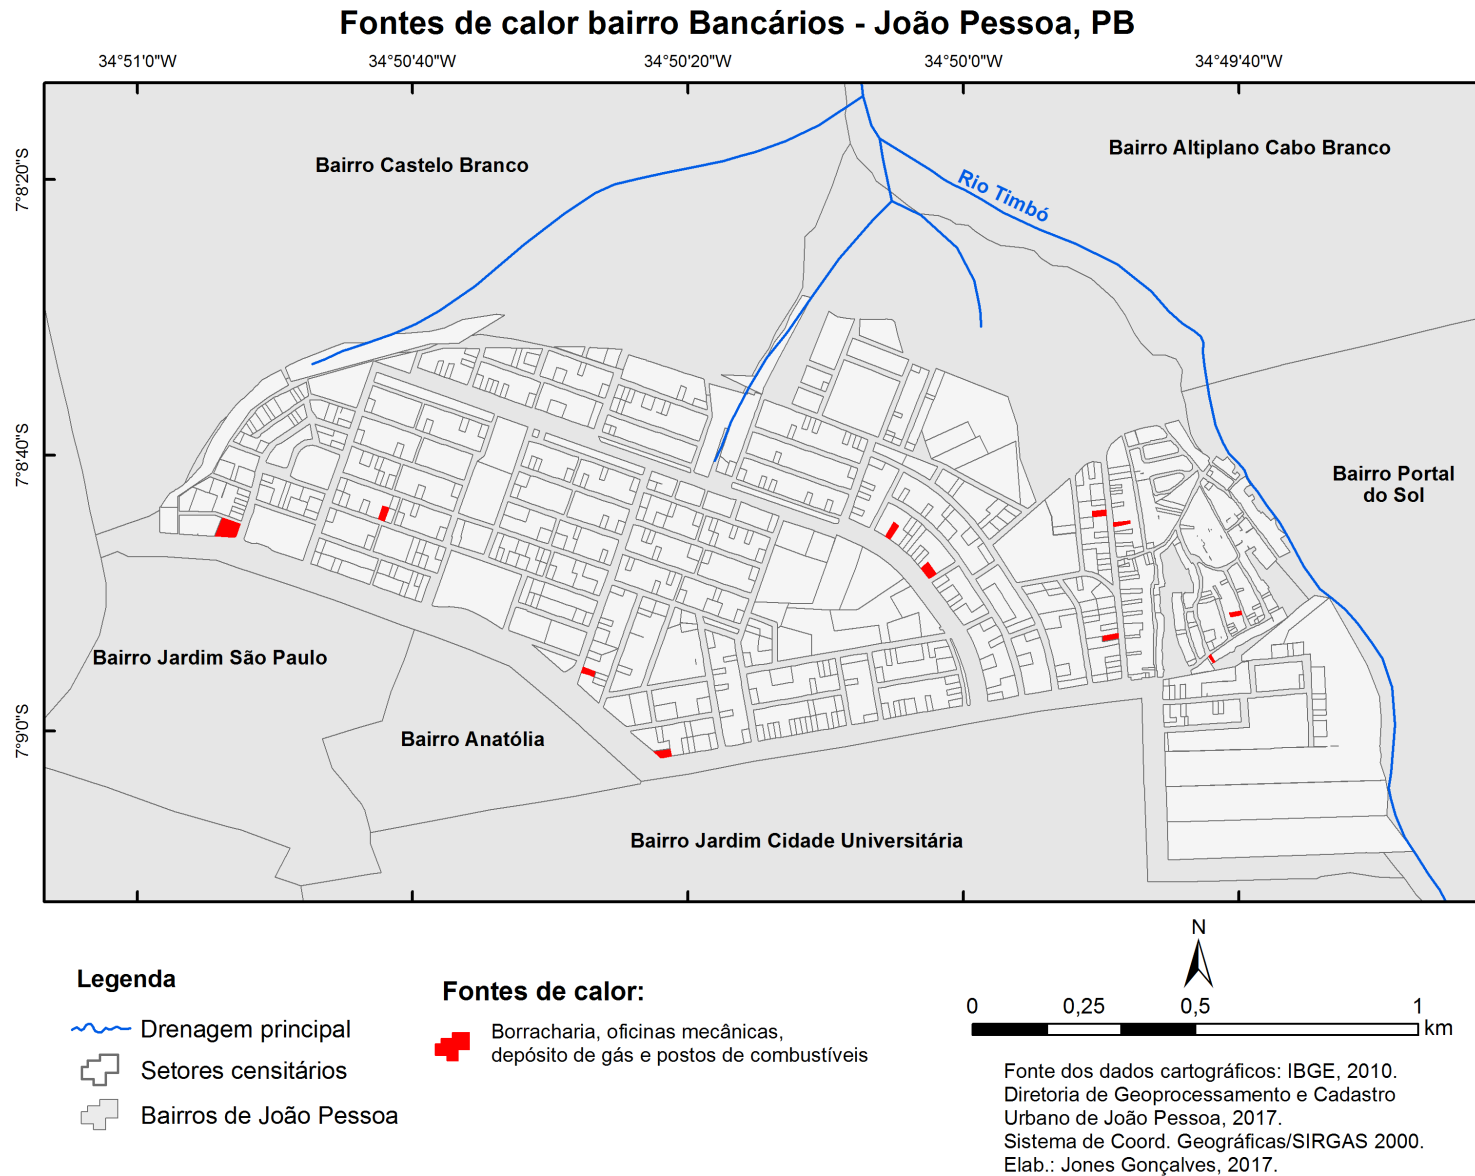 Fontes de calor bairro Bancários - João Pessoa, PB
34°51'0"W
34°50'40"W
34°50'20"W
34°50'0"W
34°49'40"W
7°8'20"S
7°8'40"S
7°9'0"S
Bairro Castelo Branco
Bairro Altiplano Cabo Branco
Rio Timbó
Bairro Portal
do Sol
Bairro Jardim São Paulo
Bairro Anatólia
Bairro Jardim Cidade Universitária
N
Legenda
Drenagem principal
Setores censitários
Bairros de João Pessoa
Fontes de calor:
Borracharia, oficinas mecânicas,
depósito de gás e postos de combustíveis
0 0,25 0,5 1
km
Fonte dos dados cartográficos: IBGE, 2010.
Diretoria de Geoprocessamento e Cadastro
Urbano de João Pessoa, 2017.
Sistema de Coord. Geográficas/SIRGAS 2000.
Elab.: Jones Gonçalves, 2017.